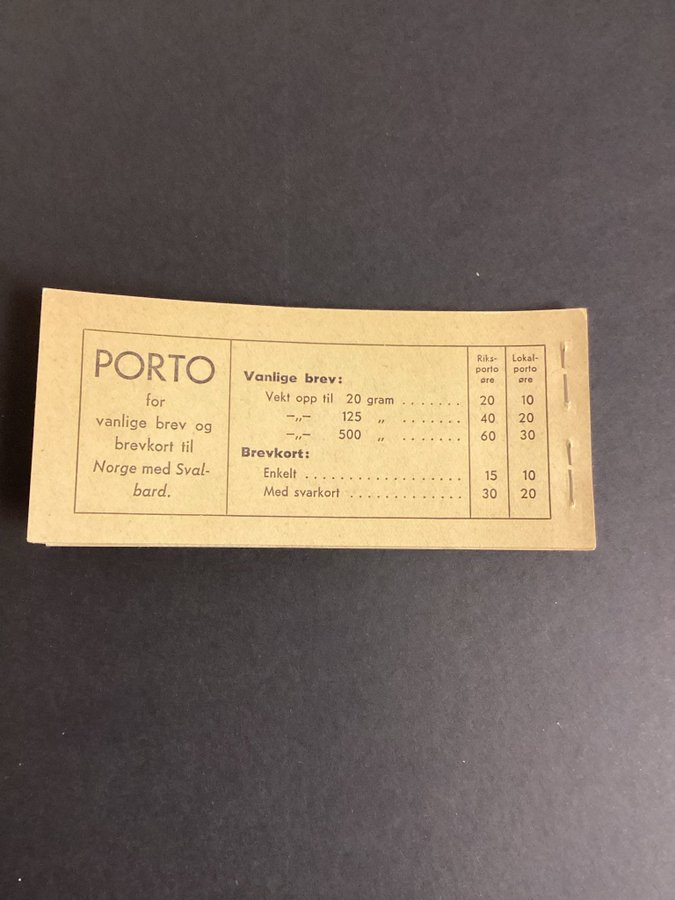 PORTO
for
vanlige brev og
brevkort til
Norge med Sval-
bard.
Riks-
porto
øre
Lokal-
porto
øre
Vanlige brev:
Vekt opp til 20 gram ....... 20 10
—„— 125 „ ....... 40 20
—„— 500 „ ....... 60 30
Brevkort:
Enkelt .................. 15 10
Med svarkort ............. 30 20